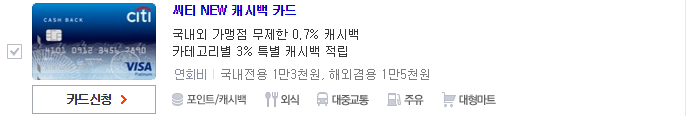 씨티 NEW 캐시백 카드
CASH BACK
citi
국내외 가맹점 무제한 0.7% 캐시백
카테고리별 3% 특별 캐시백 적립
VISA
Platinum
연회비 | 국내전용 1만3천원, 해외겸용 1만5천원
카드신청 >
포인트/캐시백 외식 대중교통 주유 대형마트